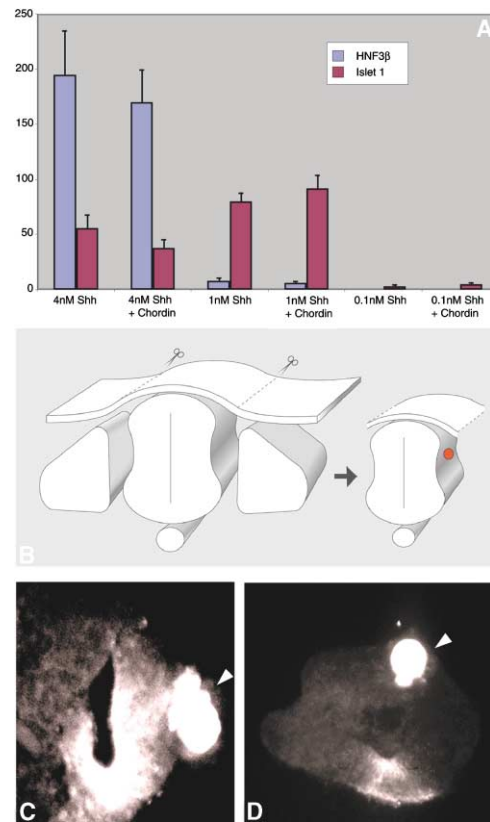 A
250
200
150
100
50
0
HNF3β
Islet 1
4nM Shh
4nM Shh
+ Chordin
1nM Shh
1nM Shh
+ Chordin
0.1nM Shh
0.1nM Shh
+ Chordin
B
C
D